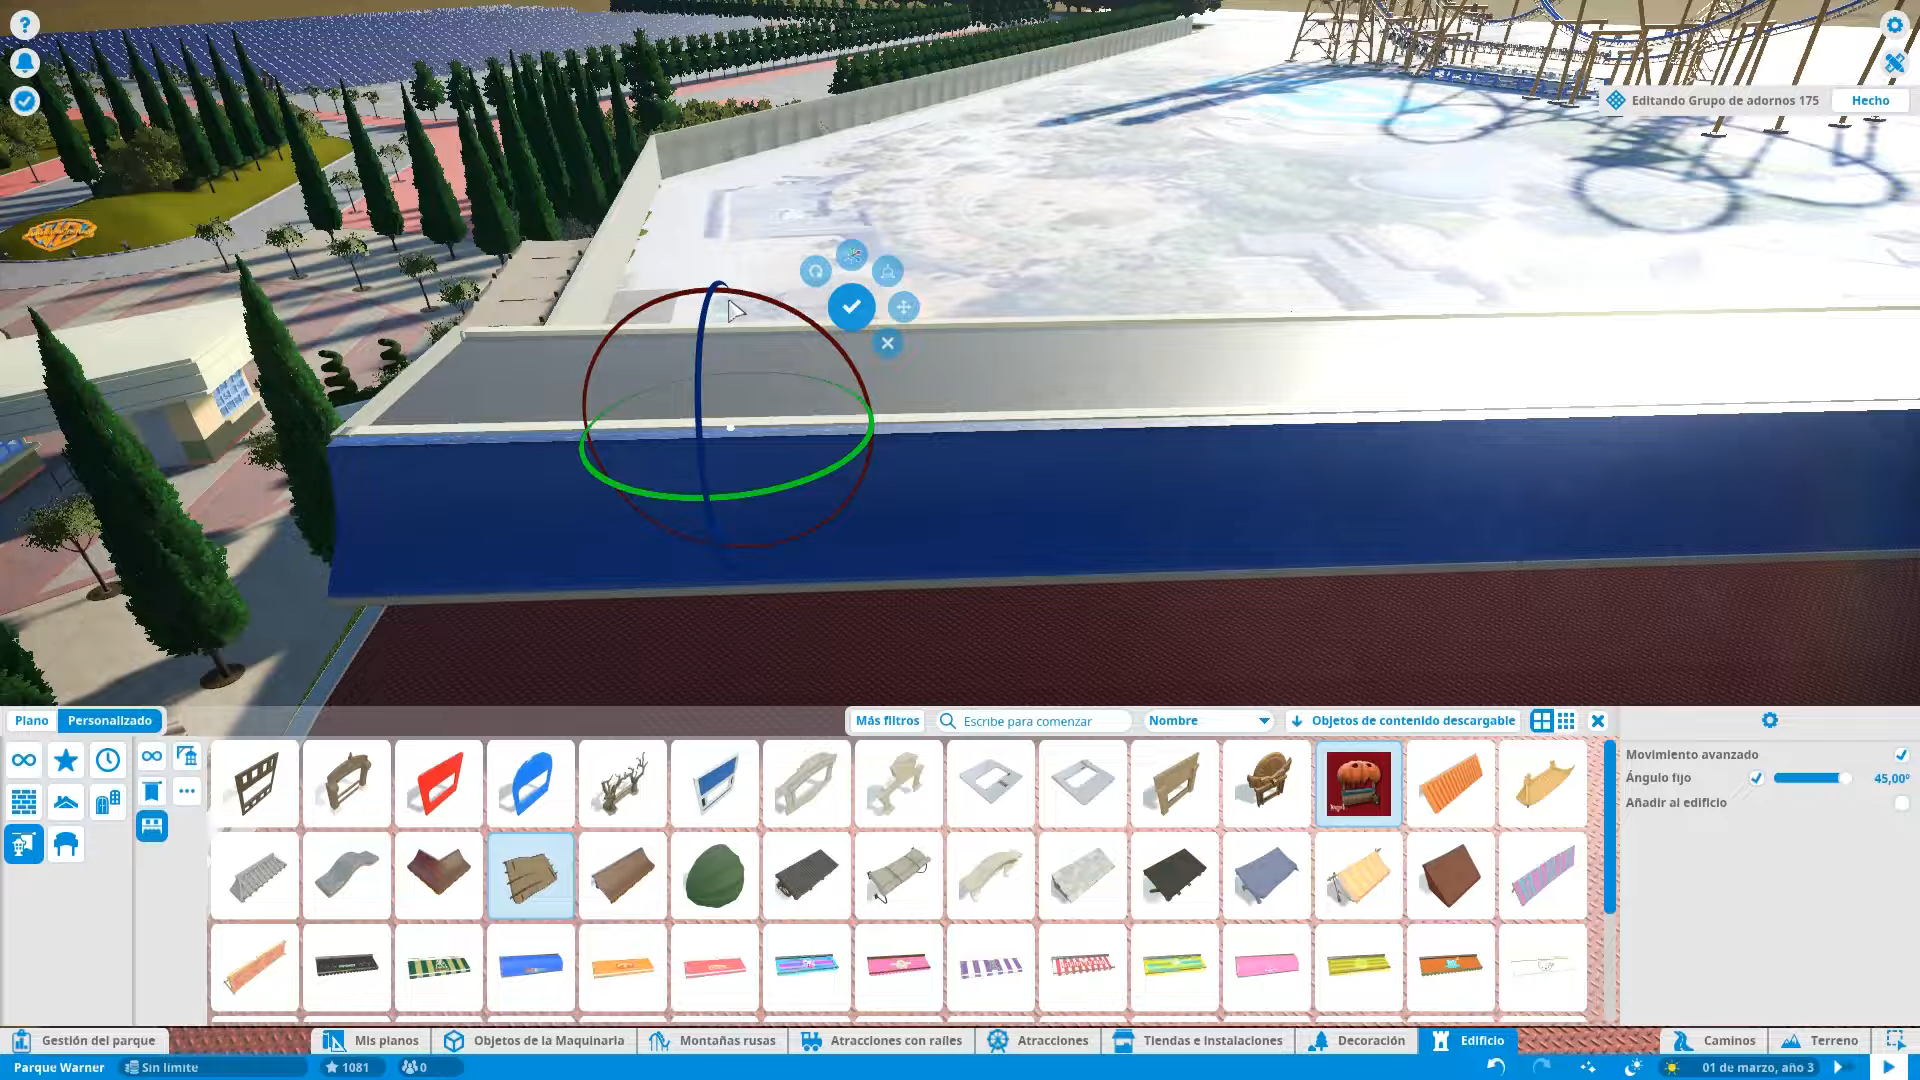 ?
Editando Grupo de adornos 175
Hecho
Plano
Personalizado
Más filtros
Escribe para comenzar
Nombre
Objetos de contenido descargable
Movimiento avanzado
Ángulo fijo
45,00°
Añadir al edificio
Gestión del parque
Mis planos
Objetos de la Maquinaria
Montañas rusas
Atracciones con raíles
Atracciones
Tiendas e Instalaciones
Decoración
Edificio
Caminos
Terreno
Parque Warner
Sin límite
1081
0
01 de marzo, año 3